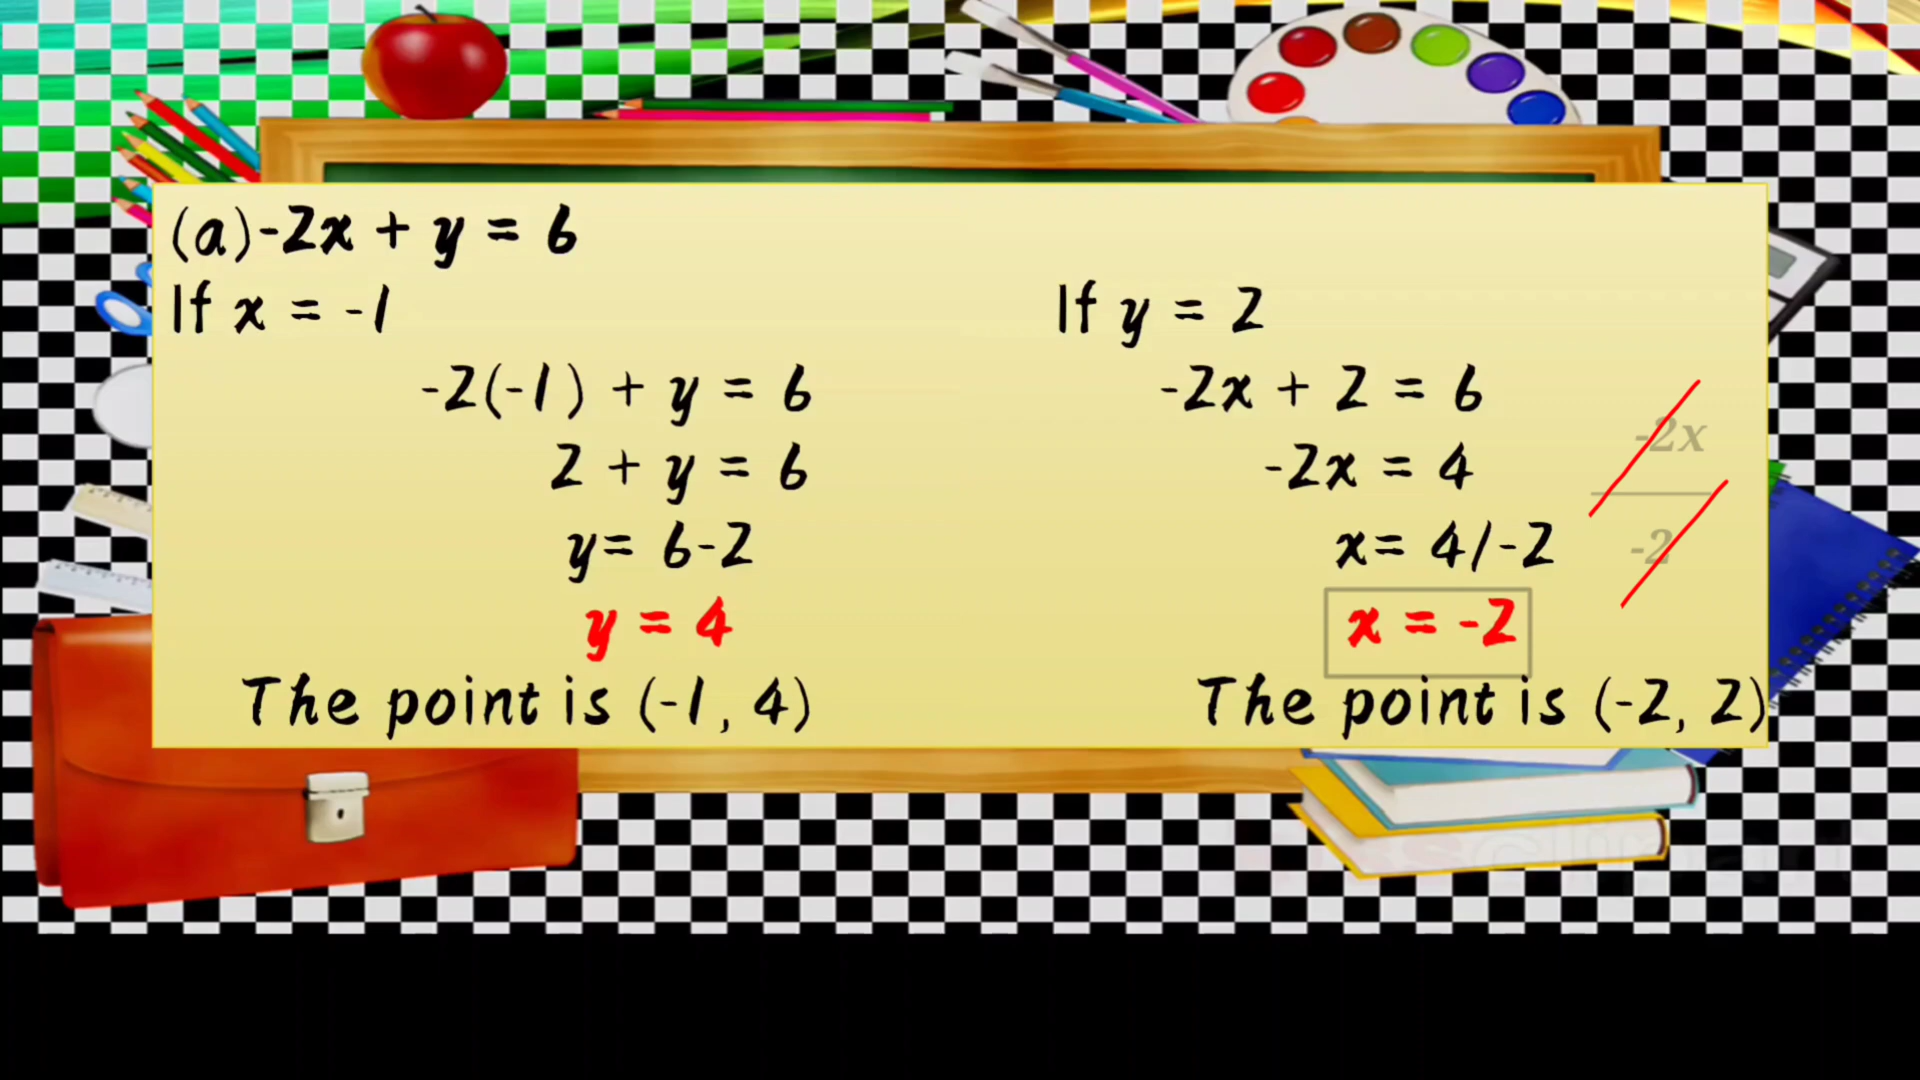 (a)-2x + y = 6
If x = -1
-2(-1) + y = 6
2 + y = 6
y= 6-2
y = 4
The point is (-1, 4)
If y = 2
-2x + 2 = 6
-2x = 4
x= 4/-2
x = -2
The point is (-2, 2)
-2x
-2